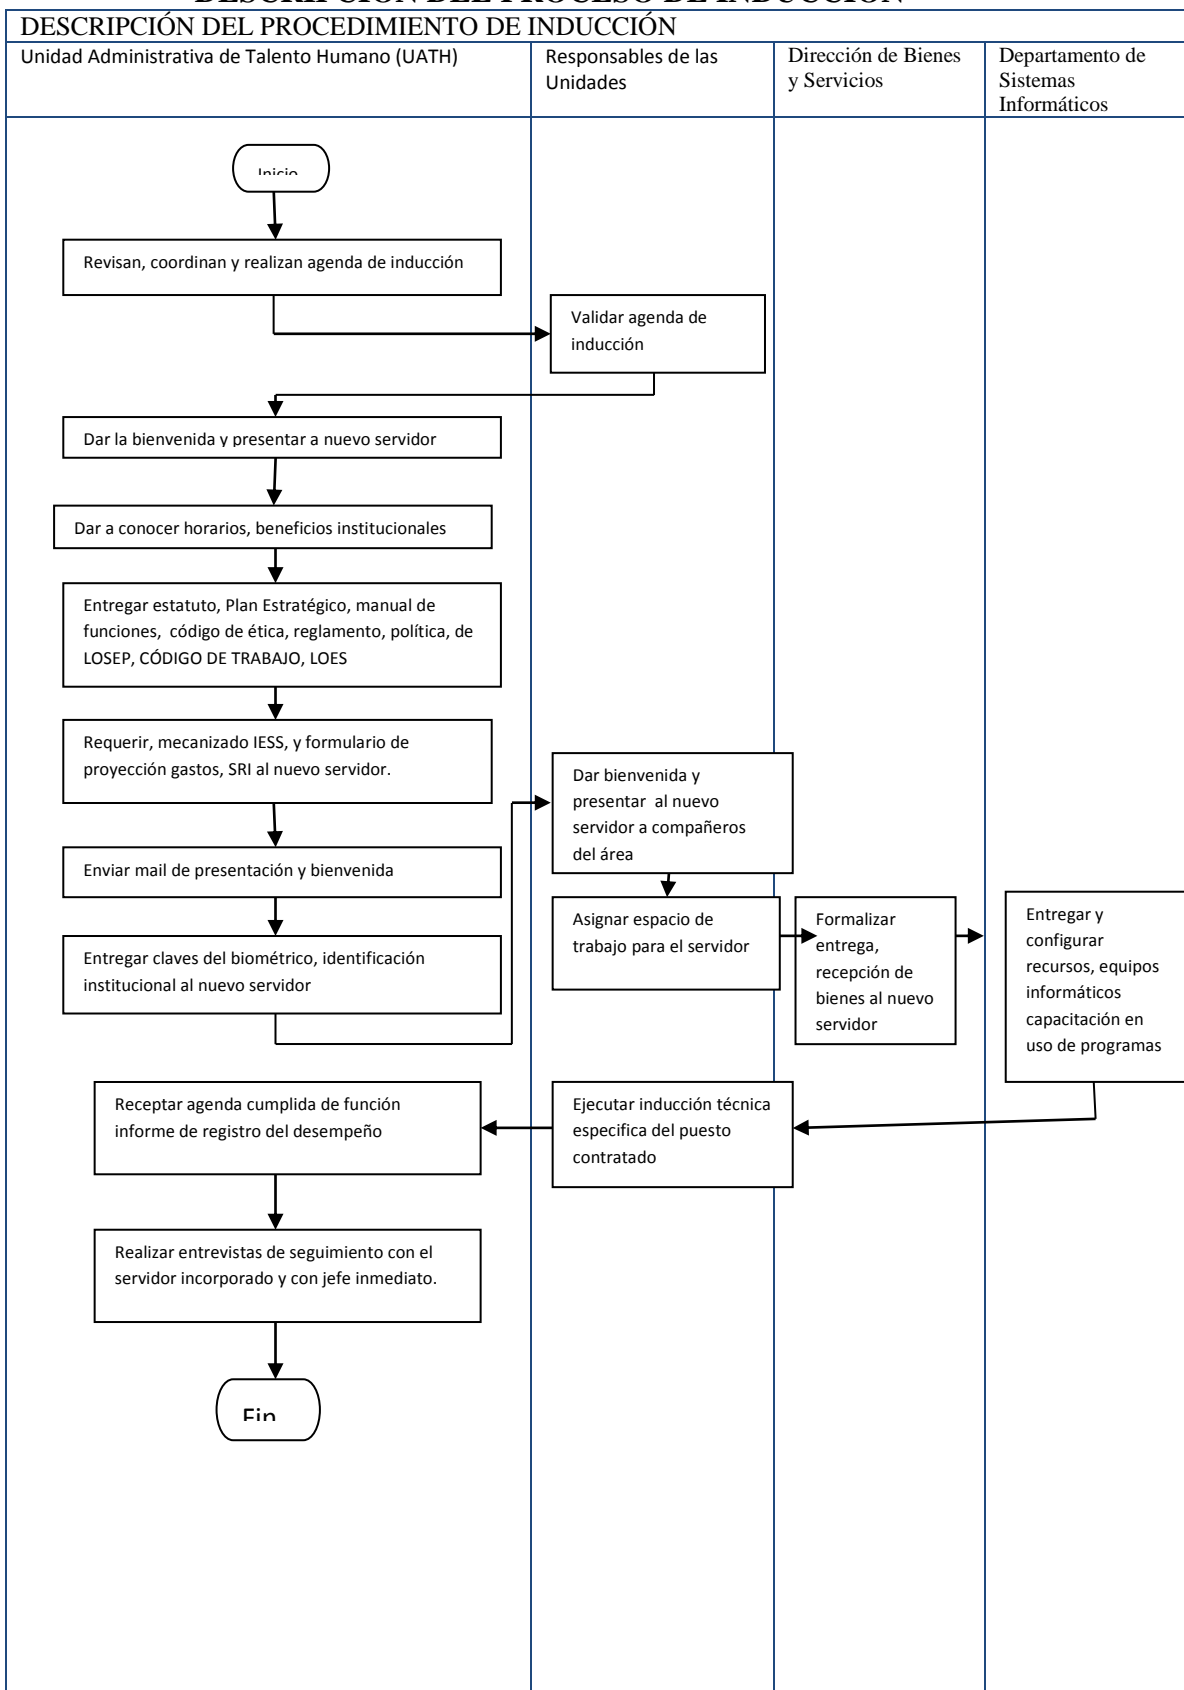 DESCRIPCIÓN DEL PROCESO DE INDUCCIÓN
DESCRIPCIÓN DEL PROCEDIMIENTO DE INDUCCIÓN
Unidad Administrativa de Talento Humano (UATH)
Responsables de las
Unidades
Dirección de Bienes
y Servicios
Departamento de
Sistemas
Informáticos
Inicio
Revisan, coordinan y realizan agenda de inducción
Validar agenda de
inducción
Dar la bienvenida y presentar a nuevo servidor
Dar a conocer horarios, beneficios institucionales
Entregar estatuto, Plan Estratégico, manual de
funciones, código de ética, reglamento, política, de
LOSEP, CÓDIGO DE TRABAJO, LOES
Requerir, mecanizado IESS, y formulario de
proyección gastos, SRI al nuevo servidor.
Enviar mail de presentación y bienvenida
Entregar claves del biométrico, identificación
institucional al nuevo servidor
Dar bienvenida y
presentar al nuevo
servidor a compañeros
del área
Asignar espacio de
trabajo para el servidor
Formalizar
entrega,
recepción de
bienes al nuevo
servidor
Entregar y
configurar
recursos, equipos
informáticos
capacitación en
uso de programas
Ejecutar inducción técnica
especifica del puesto
contratado
Receptar agenda cumplida de función
informe de registro del desempeño
Realizar entrevistas de seguimiento con el
servidor incorporado y con jefe inmediato.
Fin